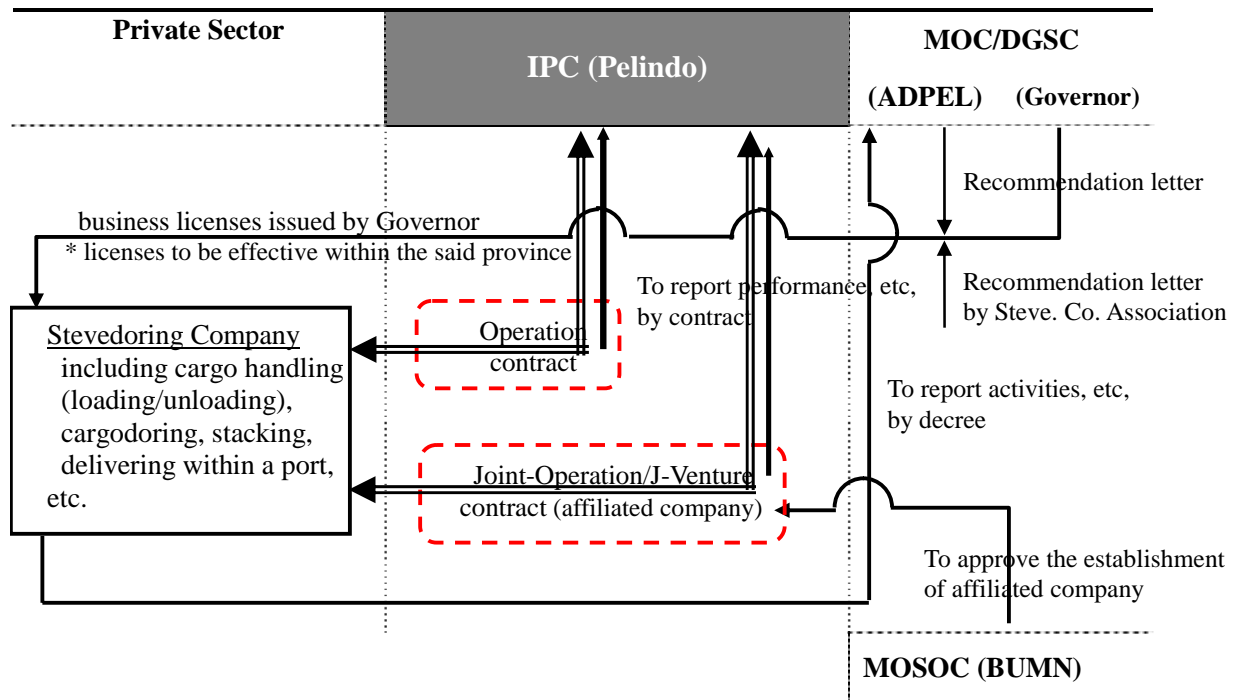 Private Sector
IPC (Pelindo)
MOC/DGSC
(ADPEL) (Governor)
Recommendation letter
business licenses issued by Governor
* licenses to be effective within the said province
To report performance, etc,
by contract
Recommendation letter
by Steve. Co. Association
Stevedoring Company
including cargo handling
(loading/unloading),
cargodoring, stacking,
delivering within a port,
etc.
Operation
contract
To report activities, etc,
by decree
Joint-Operation/J-Venture
contract (affiliated company)
To approve the establishment
of affiliated company
MOSOC (BUMN)